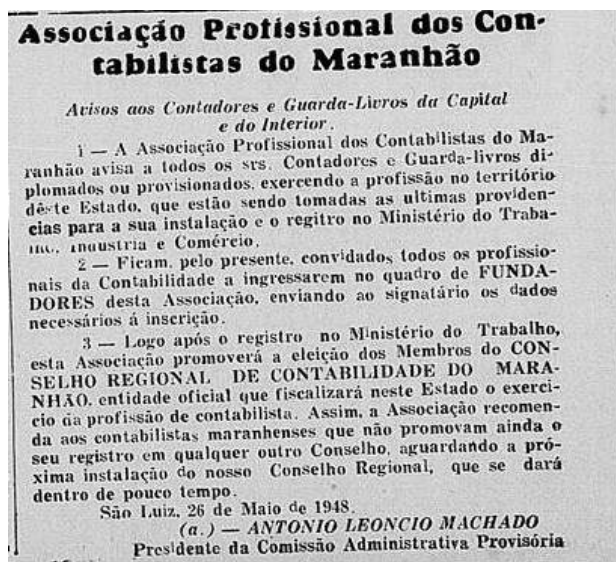 Associação Profissional dos Con-
tabilistas do Maranhão
Avisos aos Contadores e Guarda-Livros da Capital
e do Interior.
1 — A Associação Profissional dos Contabilistas do Ma-
ranhão avisa a todos os srs. Contadores e Guarda-livros di-
plomados ou provisionados, exercendo a profissão no território
dêste Estado, que estão sendo tomadas as ultimas providen-
cias para a sua instalação e o regitro no Ministério do Traba-
industria e Comércio.
2 — Ficam, pelo presente, convidados todos os profissio-
nais da Contabilidade a ingressarem no quadro de FUNDA-
DORES desta Associação, enviando ao signatário os dados
necessários á inscrição.
3 — Logo após o registro no Ministério do Trabalho,
esta Associação promoverá a eleição dos Membros do CON-
SELHO REGIONAL DE CONTABILIDADE DO MARA-
NHÃO, entidade oficial que fiscalizará neste Estado o exerci-
cio da profissão de contabilista. Assim, a Associação recomen-
da aos contabilistas maranhenses que não promovam ainda o
seu registro em qualquer outro Conselho, aguardando a pró-
xima instalação do nosso Conselho Regional, que se dará
dentro de pouco tempo.
São Luiz, 26 de Maio de 1948.
(a.) — ANTONIO LEONCIO MACHADO
Presidente da Comissão Administrativa Provisória